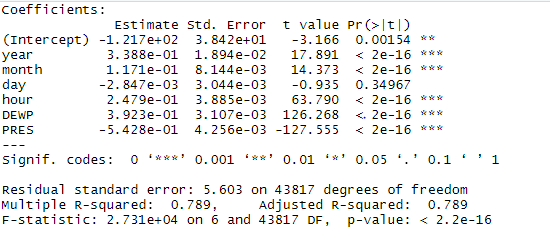 Coefficients:
              Estimate Std. Error  t value Pr(>|t|)
(Intercept) -1.217e+02  3.842e+01   -3.166  0.00154 **
year         3.388e-01  1.894e-02   17.891  < 2e-16 ***
month        1.171e-01  8.144e-03   14.373  < 2e-16 ***
day         -2.847e-03  3.044e-03   -0.935  0.34967
hour         2.479e-01  3.885e-03   63.790  < 2e-16 ***
DEWP         3.923e-01  3.107e-03  126.268  < 2e-16 ***
PRES        -5.428e-01  4.256e-03 -127.555  < 2e-16 ***
---
Signif. codes:  0 ‘***’ 0.001 ‘**’ 0.01 ‘*’ 0.05 ‘.’ 0.1 ‘ ’ 1
Residual standard error: 5.603 on 43817 degrees of freedom
Multiple R-squared:  0.789,     Adjusted R-squared:  0.789
F-statistic: 2.731e+04 on 6 and 43817 DF,  p-value: < 2.2e-16